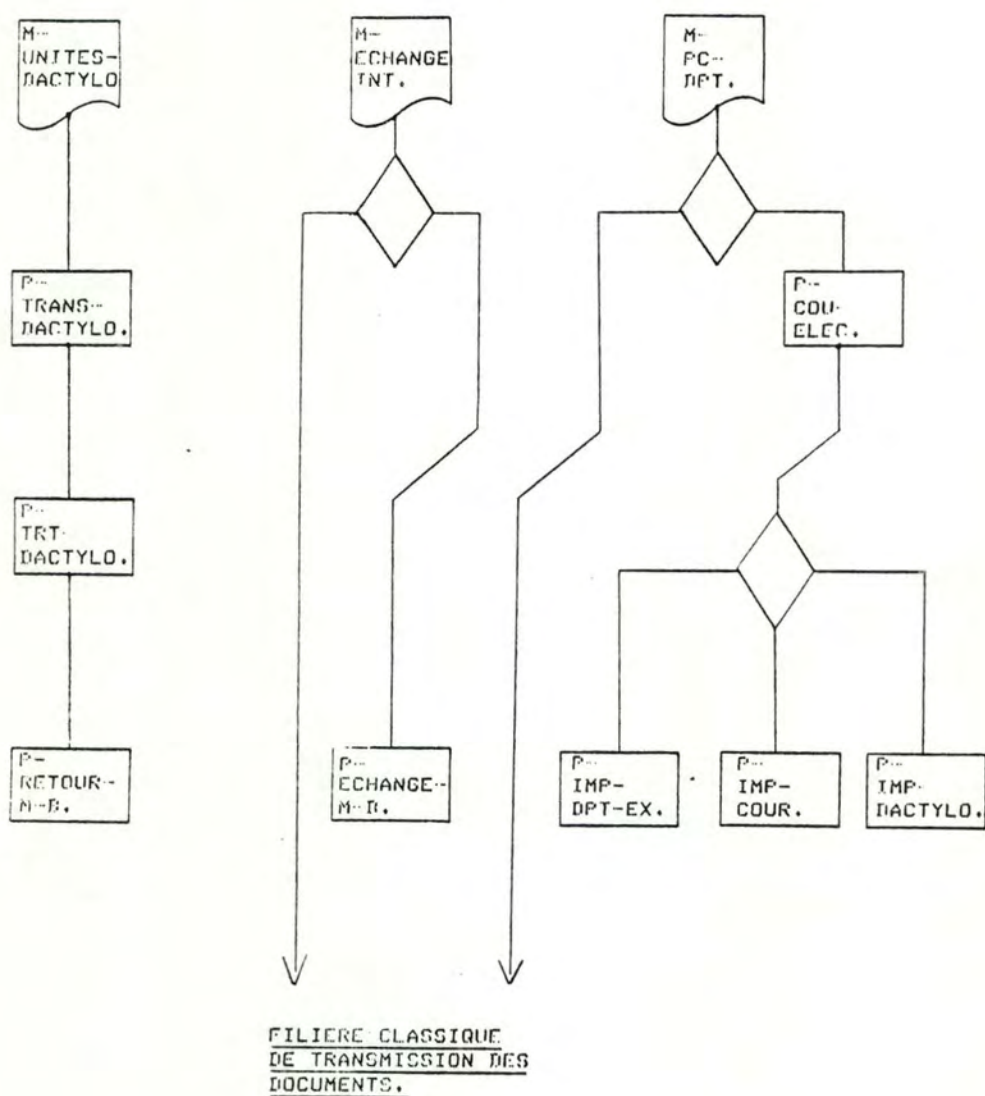 M-
UNITES-
DACTYLO
M-
ECHANGE
INT.
M-
PC-
DPT.
P-
TRANS-
DACTYLO.
P-
COU-
ELEC.
P-
TRT-
DACTYLO.
P-
RETOUR-
M-B.
P-
ECHANGE-
M-B.
P-
IMP-
DPT-EX.
P-
IMP-
COUR.
P-
IMP-
DACTYLO.
FILIERE CLASSIQUE
DE TRANSMISSION DES
DOCUMENTS.